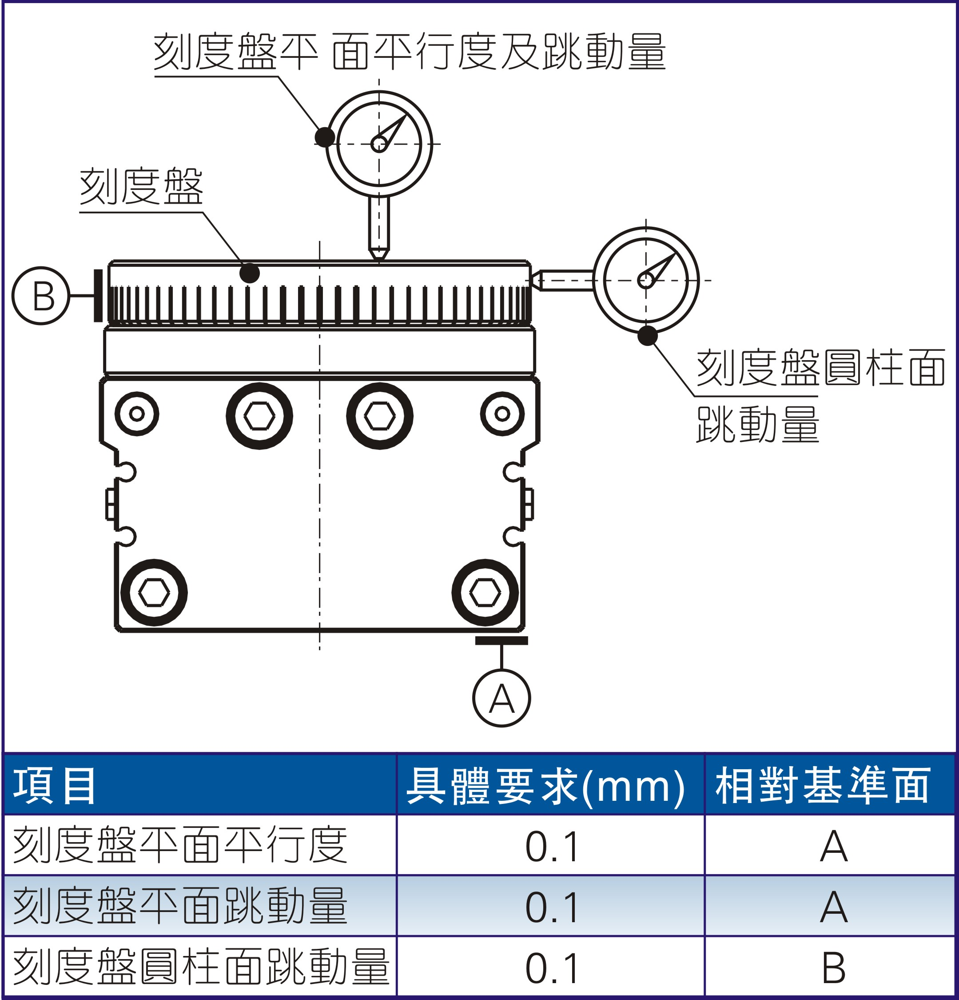 刻度盤平面平行度及跳動量
刻度盤
B
刻度盤圓柱面
跳動量
A
項目 具體要求(mm) 相對基準面
刻度盤平面平行度 0.1 A
刻度盤平面跳動量 0.1 A
刻度盤圓柱面跳動量 0.1 B